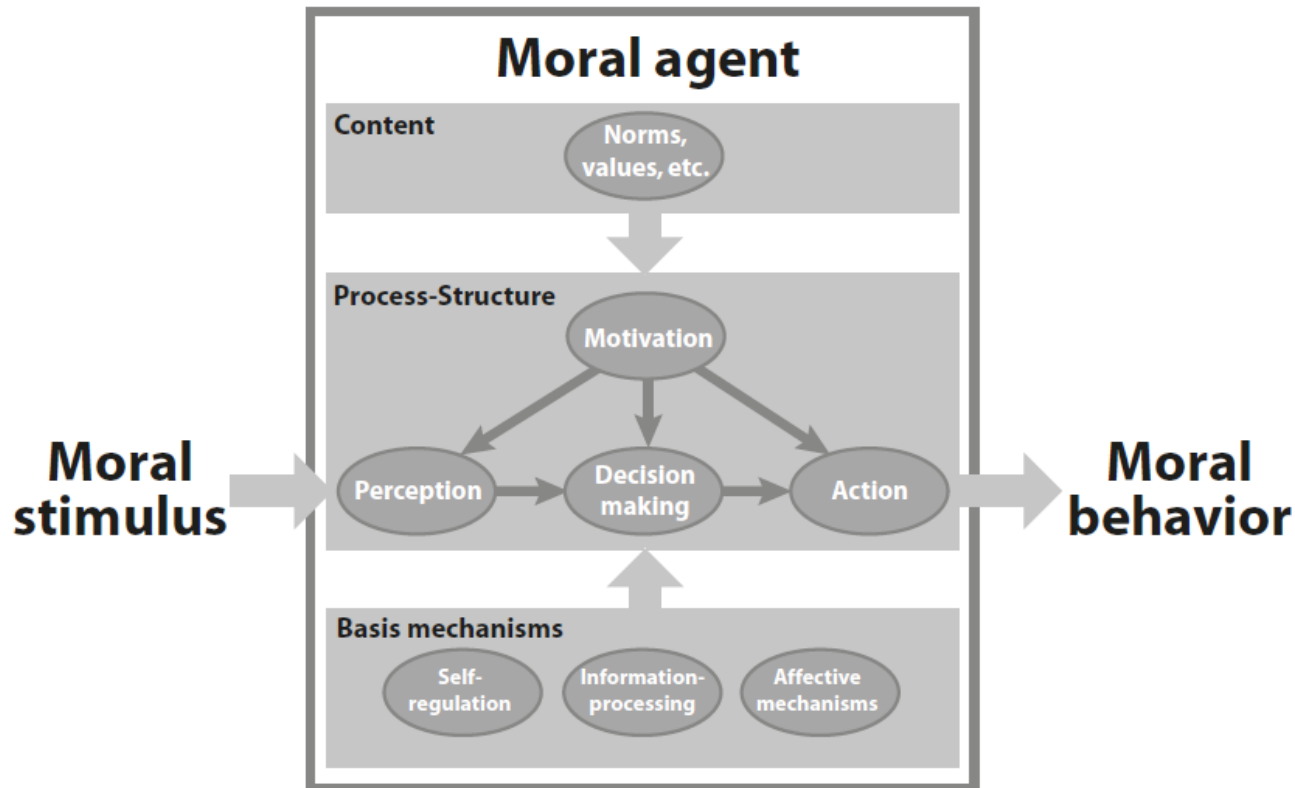 Moral agent
Content
Norms,
values, etc.
Process-Structure
Motivation
Moral
stimulus
Perception
Decision
making
Action
Moral
behavior
Basis mechanisms
Self-
regulation
Information-
processing
Affective
mechanisms